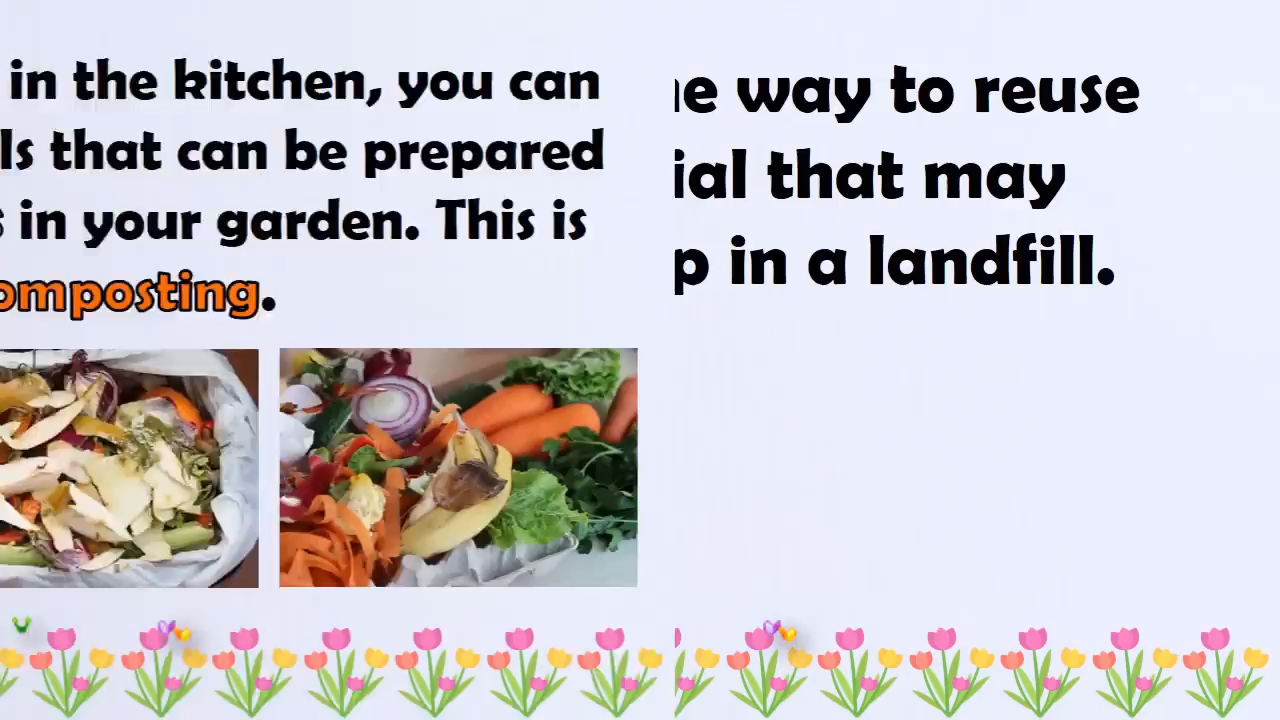 in the kitchen, you can
ls that can be prepared
s in your garden. This is
omposting.
e way to reuse
ial that may
p in a landfill.